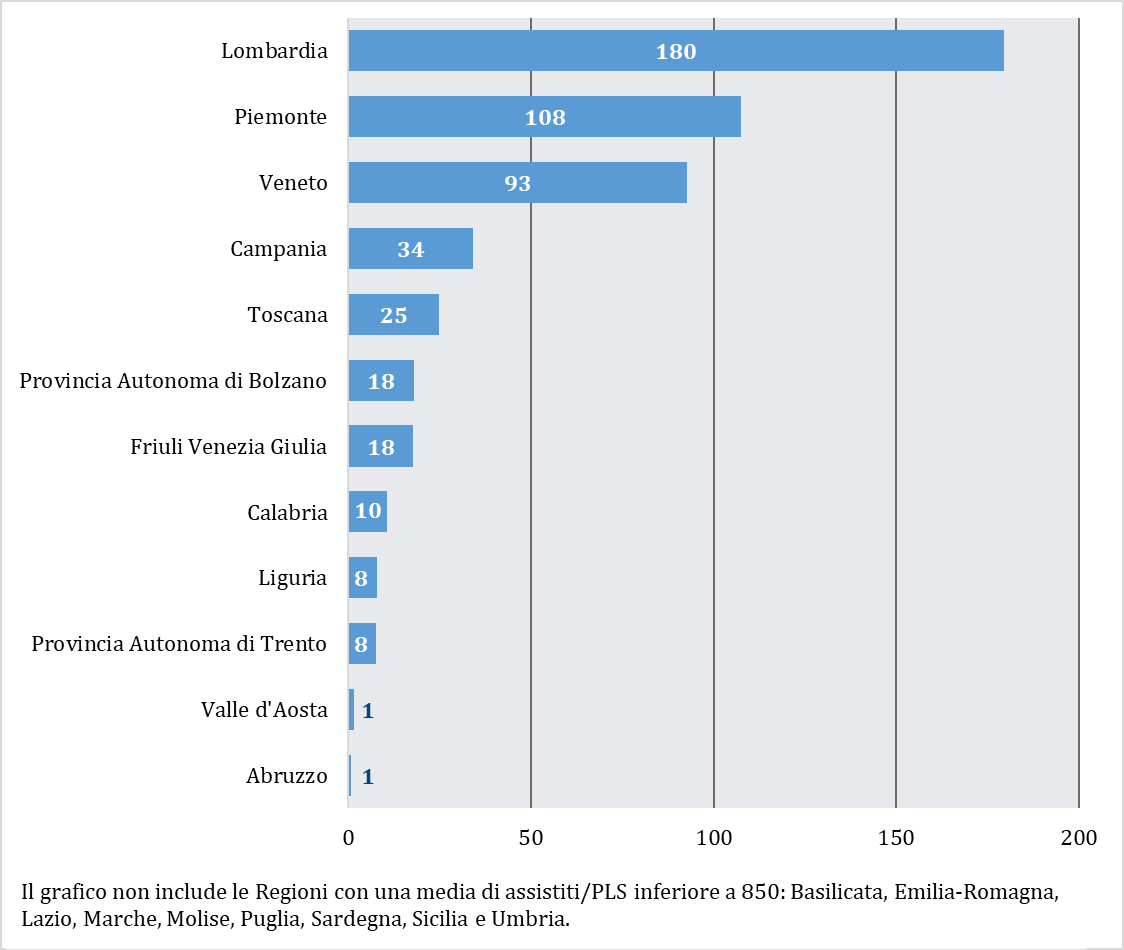 Lombardia 180
Piemonte 108
Veneto 93
Campania 34
Toscana 25
Provincia Autonoma di Bolzano 18
Friuli Venezia Giulia 18
Calabria 10
Liguria 8
Provincia Autonoma di Trento 8
Valle d'Aosta 1
Abruzzo 1
0 50 100 150 200
Il grafico non include le Regioni con una media di assistiti/PLS inferiore a 850: Basilicata, Emilia-Romagna,
Lazio, Marche, Molise, Puglia, Sardegna, Sicilia e Umbria.